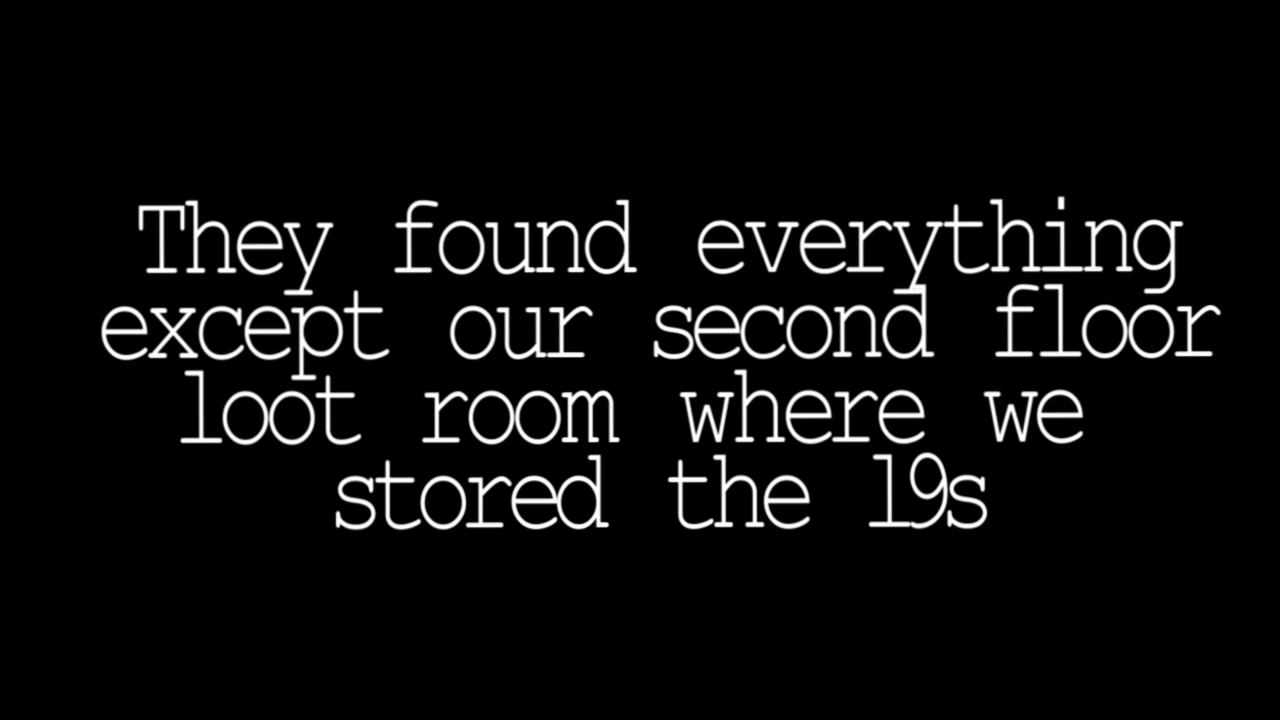 They found everything
except our second floor
loot room where we
stored the 19s